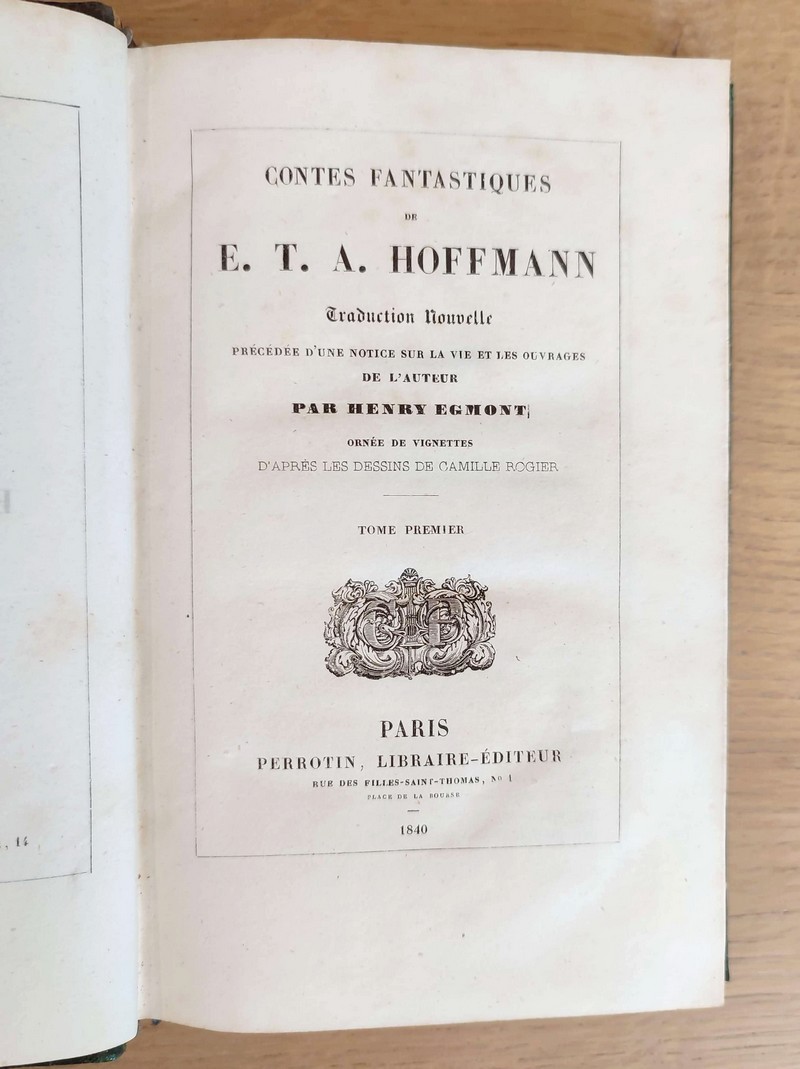 CONTES FANTASTIQUES
DE
E. T. A. HOFFMANN
Traduction Nouvelle
PRÉCÉDÉE D'UNE NOTICE SUR LA VIE ET LES OUVRAGES
DE L'AUTEUR
PAR HENRY EGMONT;
ORNÉE DE VIGNETTES
D'APRÈS LES DESSINS DE CAMILLE ROGIER
TOME PREMIER
PARIS
PERROTIN, LIBRAIRE-ÉDITEUR
RUE DES FILLES-SAINT-THOMAS, No 1
PLACE DE LA BOURSE
1840
, 14